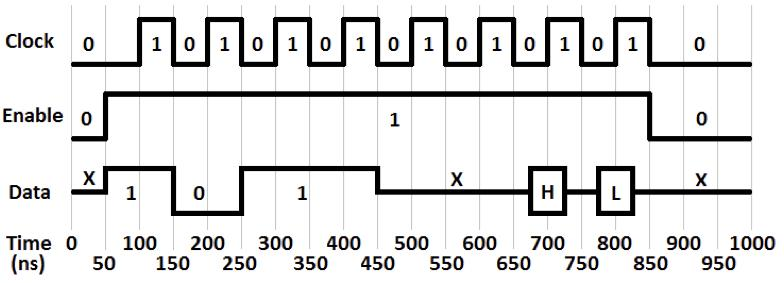 Clock 0 1 0 1 0 1 0 1 0 1 0 1 0 1 0 1 0
Enable 0 1 0
Data X 1 0 1 X H L X
Time 0 100 200 300 400 500 600 700 800 900 1000
(ns) 50 150 250 350 450 550 650 750 850 950